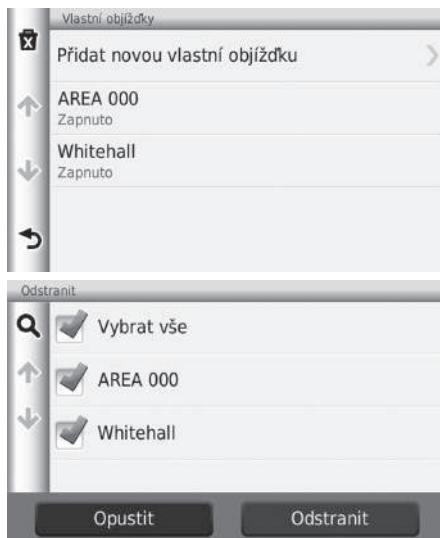 Vlastní objížďky
Přidat novou vlastní objížďku
AREA 000
Zapnuto
Whitehall
Zapnuto
Odstranit
Vybrat vše
AREA 000
Whitehall
Opustit
Odstranit